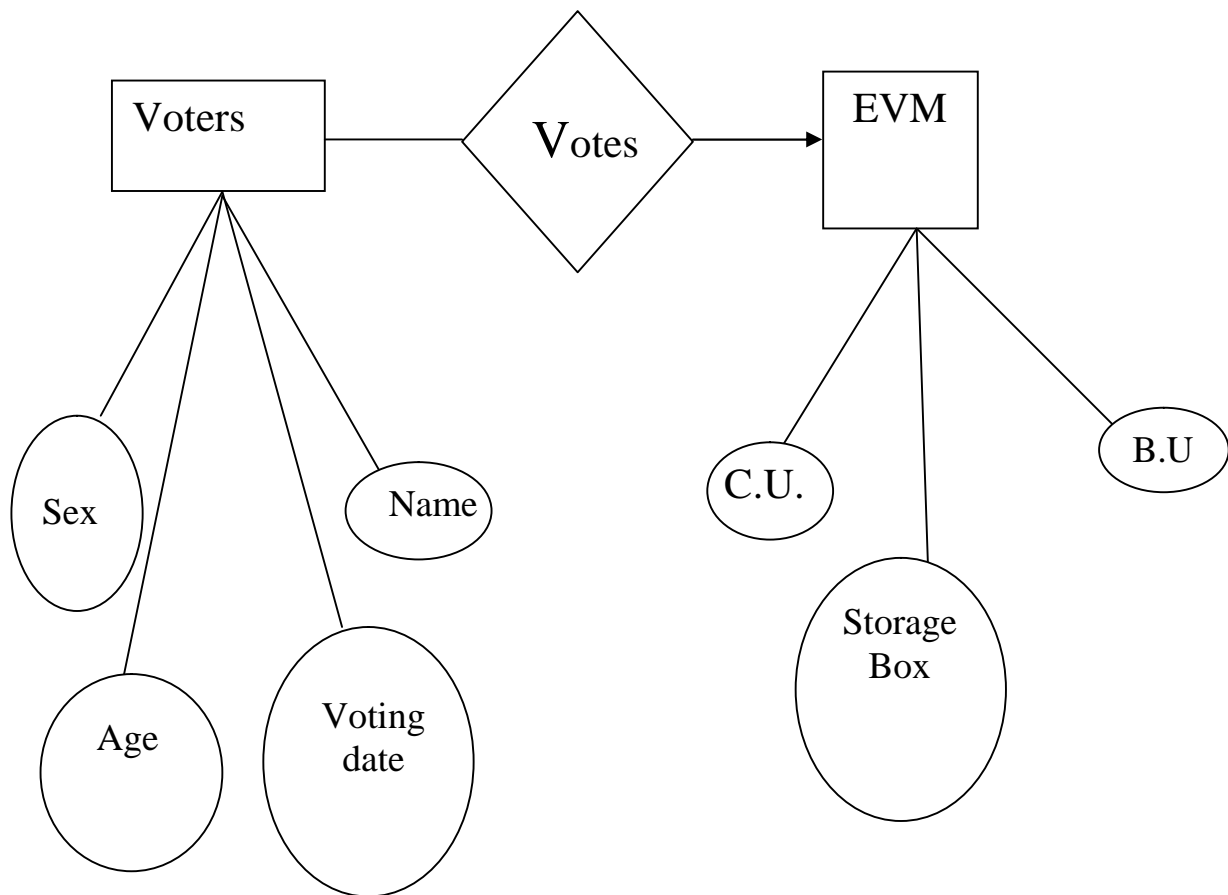 Voters
Votes
EVM
Sex
Name
Age
Voting
date
C.U.
Storage
Box
B.U